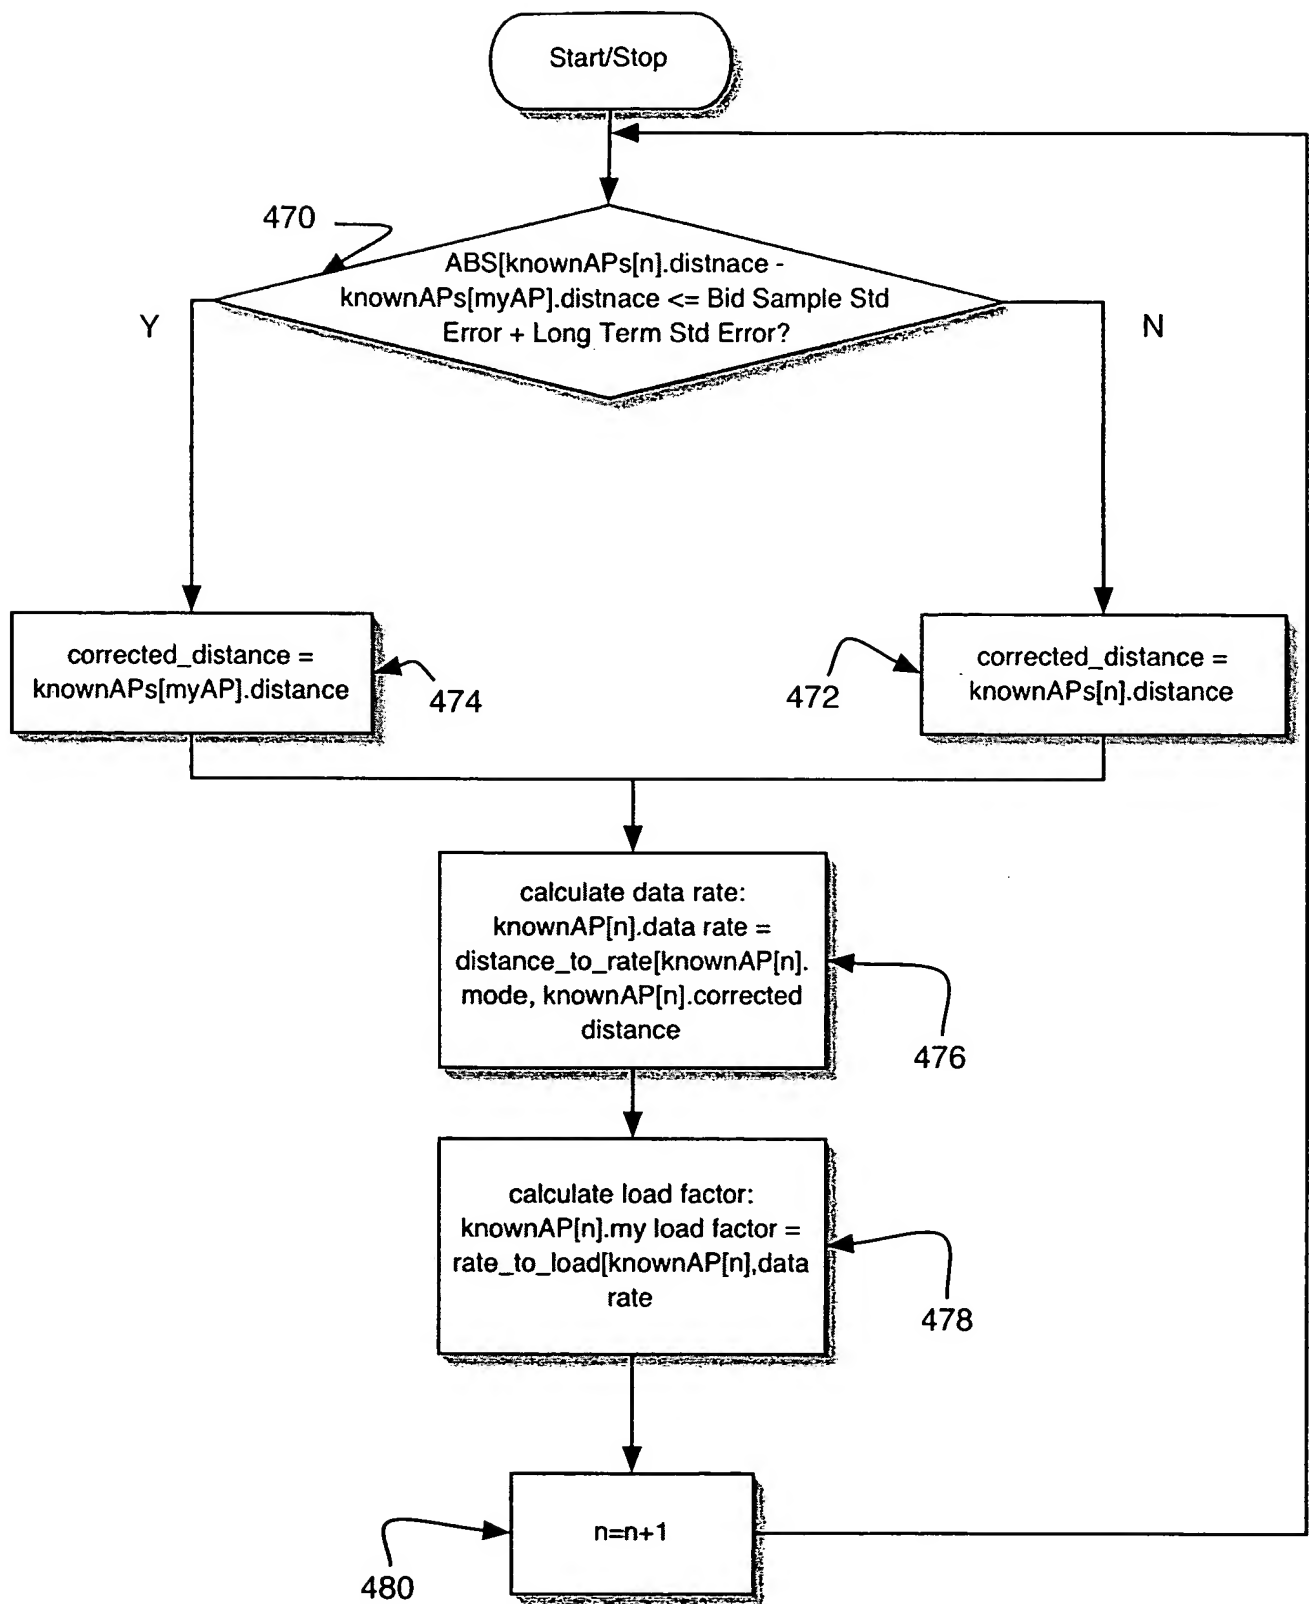 Start/Stop
470
ABS[knownAPs[n].distnace -
knownAPs[myAP].distnace <= Bid Sample Std
Error + Long Term Std Error?
Y
N
corrected_distance =
knownAPs[myAP].distance
474
472
corrected_distance =
knownAPs[n].distance
calculate data rate:
knownAP[n].data rate =
distance_to_rate[knownAP[n].
mode, knownAP[n].corrected
distance
476
calculate load factor:
knownAP[n].my load factor =
rate_to_load[knownAP[n],data
rate
478
n=n+1
480